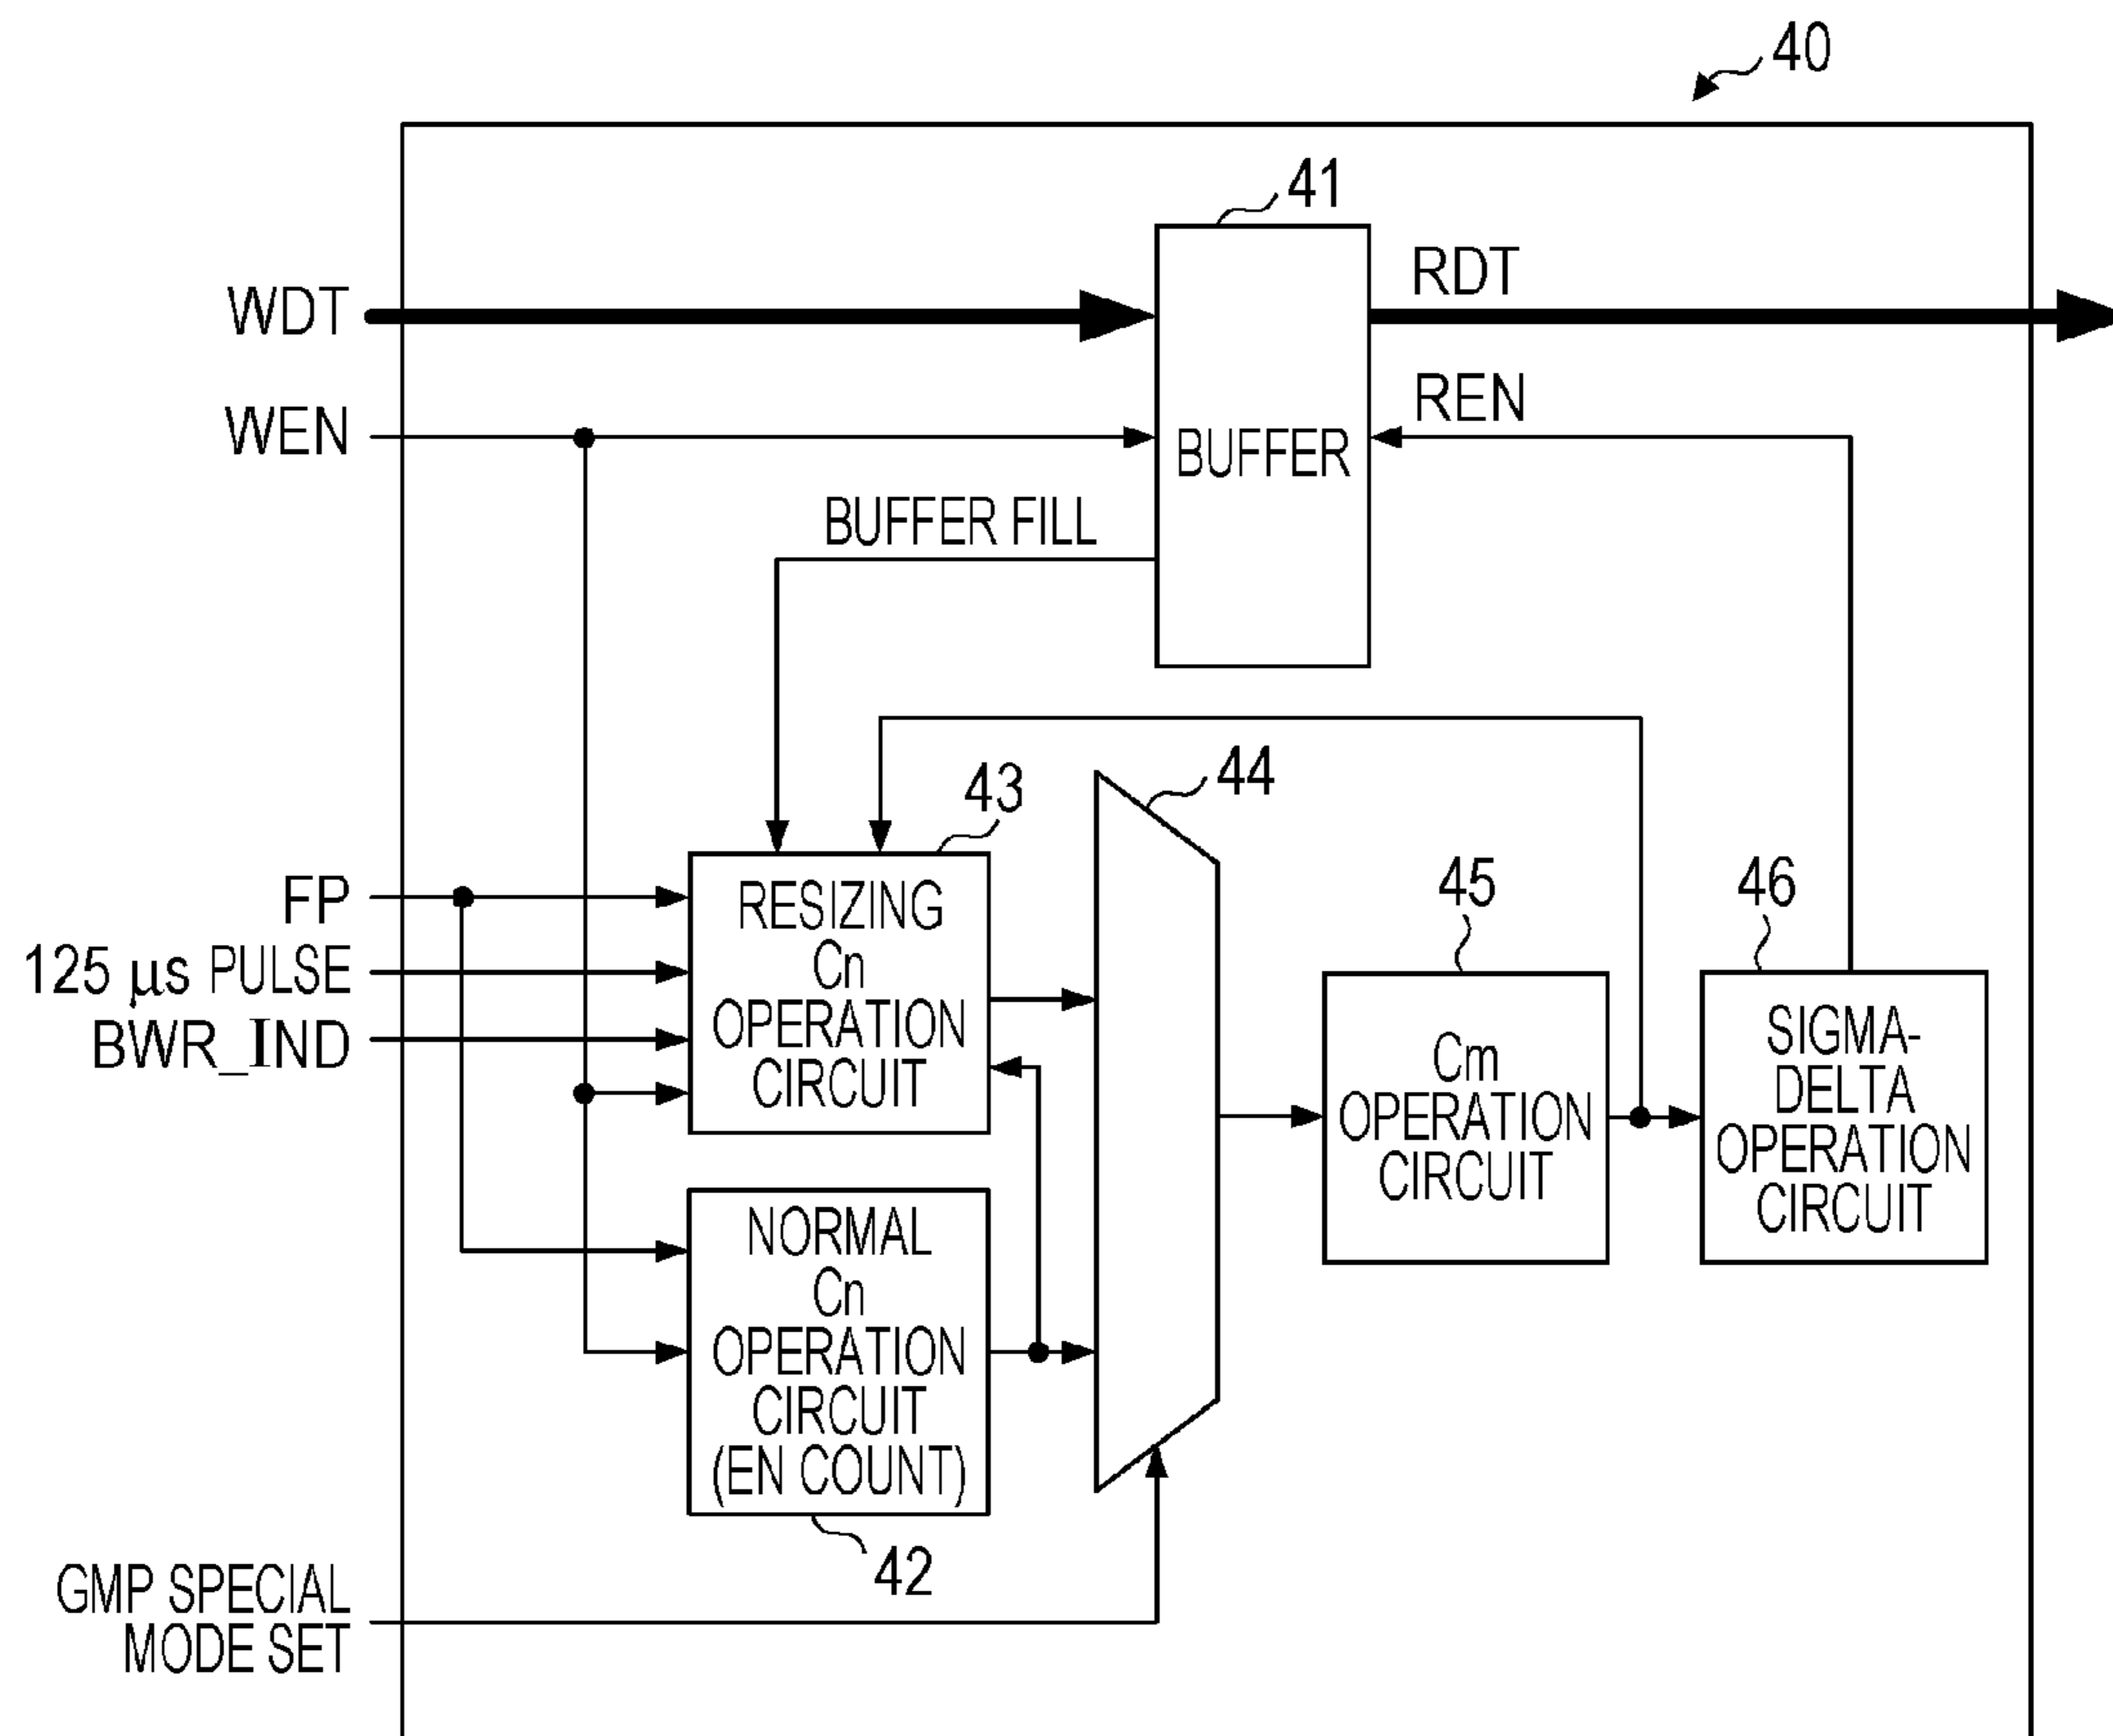 40
41
WDT
RDT
WEN
REN
BUFFER
BUFFER FILL
43
44
FP
125 µs PULSE
BWR_IND
RESIZING
Cn
OPERATION
CIRCUIT
45
46
Cm
OPERATION
CIRCUIT
SIGMA-
DELTA
OPERATION
CIRCUIT
NORMAL
Cn
OPERATION
CIRCUIT
(EN COUNT)
42
GMP SPECIAL
MODE SET